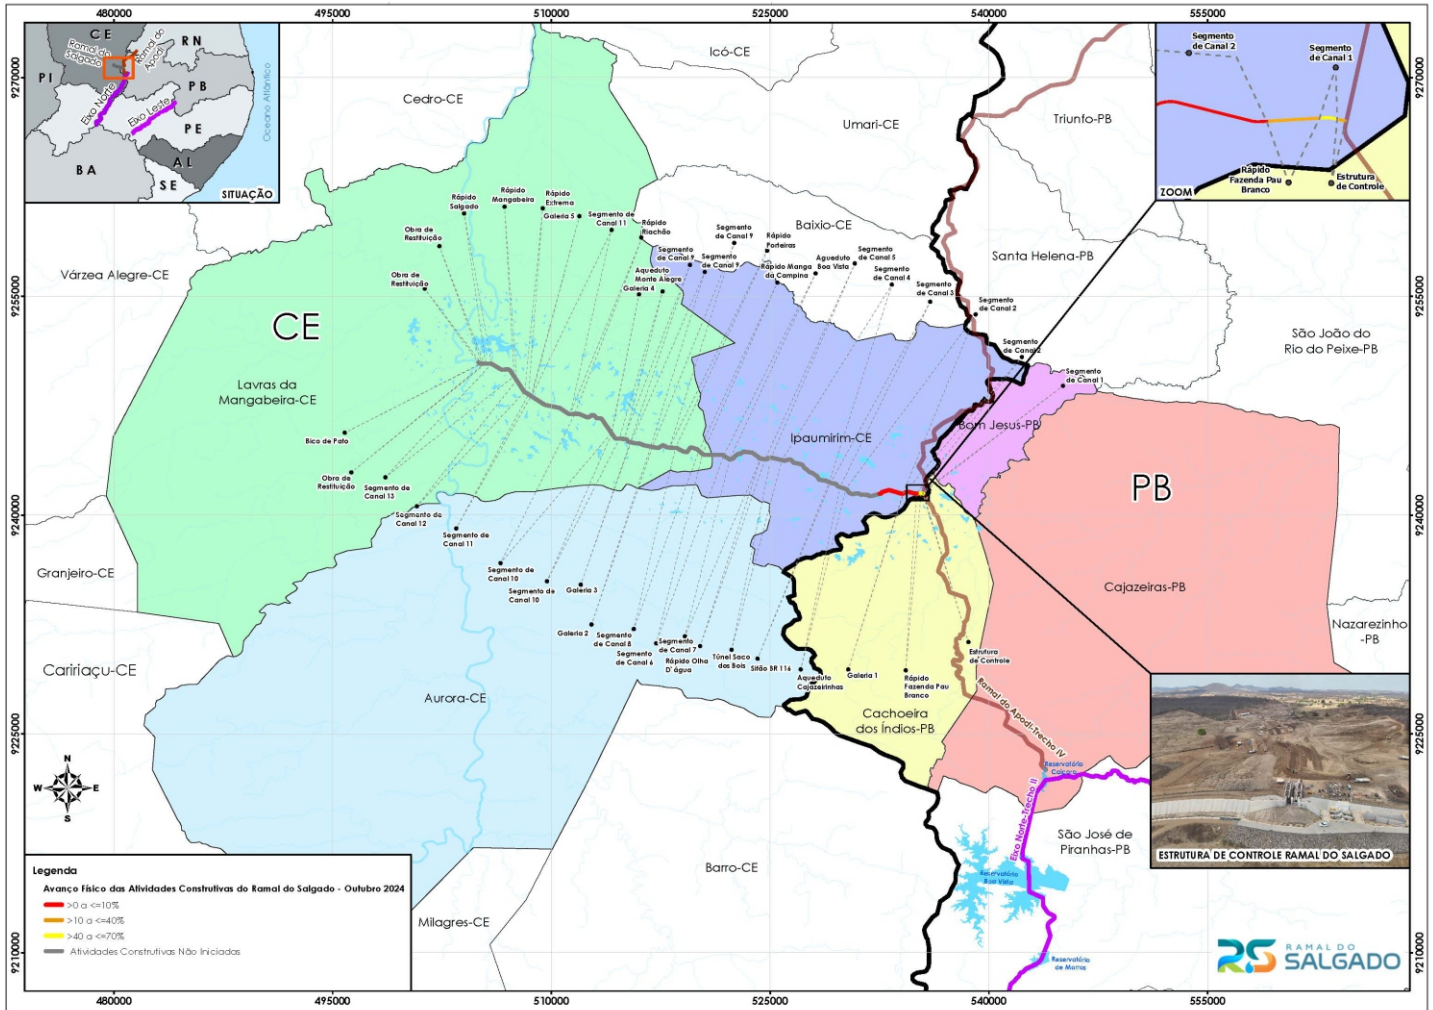 480000
495000
510000
525000
540000
555000
9270000
9255000
9240000
9225000
9210000
9270000
9255000
9240000
9225000
9210000
480000
495000
510000
525000
540000
555000
CE
RN
PI
PB
PE
BA
AL
SE
Ramal do
Salgado
Ramal do
Apodi
Eixo Norte
Eixo Leste
Oceano Atlântico
SITUAÇÃO
Segmento
de Canal 2
Segmento
de Canal 1
Rápido
Fazenda Pau
Branco
Estrutura
de Controle
ZOOM
Icó-CE
Cedro-CE
Umari-CE
Triunfo-PB
Baixio-CE
Santa Helena-PB
Várzea Alegre-CE
São João do
Rio do Peixe-PB
CE
Lavras da
Mangabeira-CE
Ipaumirim-CE
Bom Jesus-PB
PB
Cajazeiras-PB
Granjeiro-CE
Nazarezinho
-PB
Caririaçu-CE
Aurora-CE
Cachoeira
dos Índios-PB
Barro-CE
São José de
Piranhas-PB
Milagres-CE
Rápido
Salgado
Rápido
Mangabeira
Rápido
Extrema
Galeria 5
Segmento de
Canal 11
Rápido
Riachão
Obra de
Restituição
Obra de
Restituição
Segmento
de Canal 9
Segmento
de Canal 9
Segmento
de Canal 9
Aqueduto
Monte Alegre
Galeria 4
Rápido
Porteiras
Rápido Manga
da Campina
Aqueduto
Boa Vista
Segmento
de Canal 5
Segmento
de Canal 4
Segmento
de Canal 3
Segmento
de Canal 2
Segmento
de Canal 2
Segmento
de Canal 1
Bico de Pato
Obra de
Restituição
Segmento de
Canal 13
Segmento de
Canal 12
Segmento de
Canal 11
Segmento de
Canal 10
Segmento de
Canal 10
Galeria 3
Galeria 2
Segmento
de Canal 8
Segmento
de Canal 6
Segmento
de Canal 7
Rápido Olho
D'água
Túnel Saco
dos Bois
Sifão BR 116
Aqueduto
Cajazeirinhas
Galeria 1
Rápido
Fazenda Pau
Branco
Estrutura
de Controle
Ramal do Apodi-Trecho IV
Eixo Norte-Trecho II
Reservatório
Caiçara
Reservatório
Boa Vista
Reservatório
de Morros
N
W
E
S
Legenda
Avanço Físico das Atividades Construtivas do Ramal do Salgado - Outubro 2024
>0 a <=10%
>10 a <=40%
>40 a <=70%
Atividades Construtivas Não Iniciadas
ESTRUTURA DE CONTROLE RAMAL DO SALGADO
RS
RAMAL DO
SALGADO